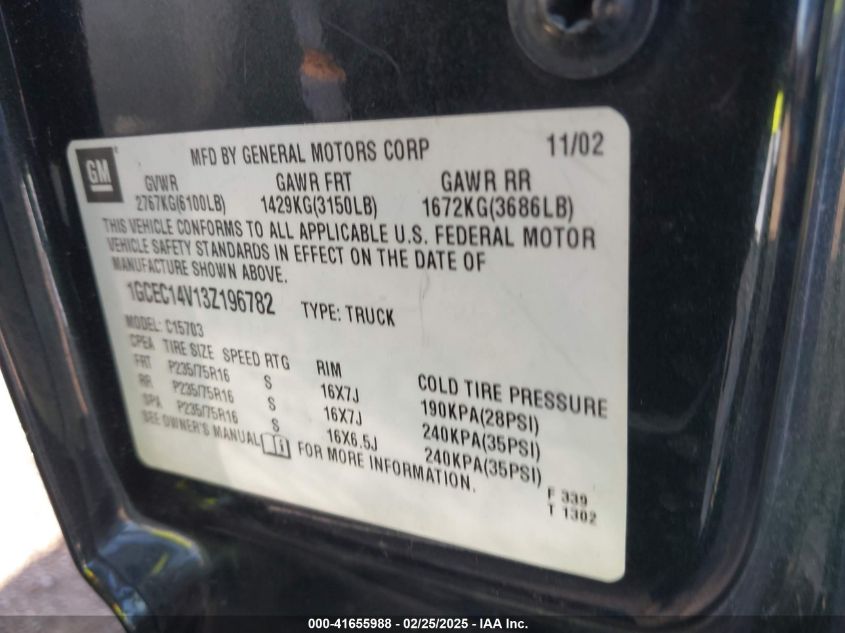 GM
MFD BY GENERAL MOTORS CORP 11/02
GVWR GAWR FRT GAWR RR
2767KG(6100LB) 1429KG(3150LB) 1672KG(3686LB)
THIS VEHICLE CONFORMS TO ALL APPLICABLE U.S. FEDERAL MOTOR
VEHICLE SAFETY STANDARDS IN EFFECT ON THE DATE OF
MANUFACTURE SHOWN ABOVE.
1GCEC14V13Z196782 TYPE: TRUCK
MODEL: C15703
CPEA TIRE SIZE SPEED RTG RIM COLD TIRE PRESSURE
FRT P235/75R16 S 16X7J 190KPA(28PSI)
RR P235/75R16 S 16X7J 240KPA(35PSI)
SPA P235/75R16 S 16X6.5J 240KPA(35PSI)
SEE OWNER'S MANUAL FOR MORE INFORMATION.
F 339
T 1302
000-41655988 - 02/25/2025 - IAA Inc.